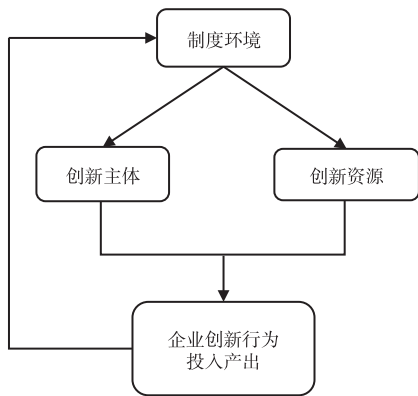 制度环境
创新主体
创新资源
企业创新行为
投入产出